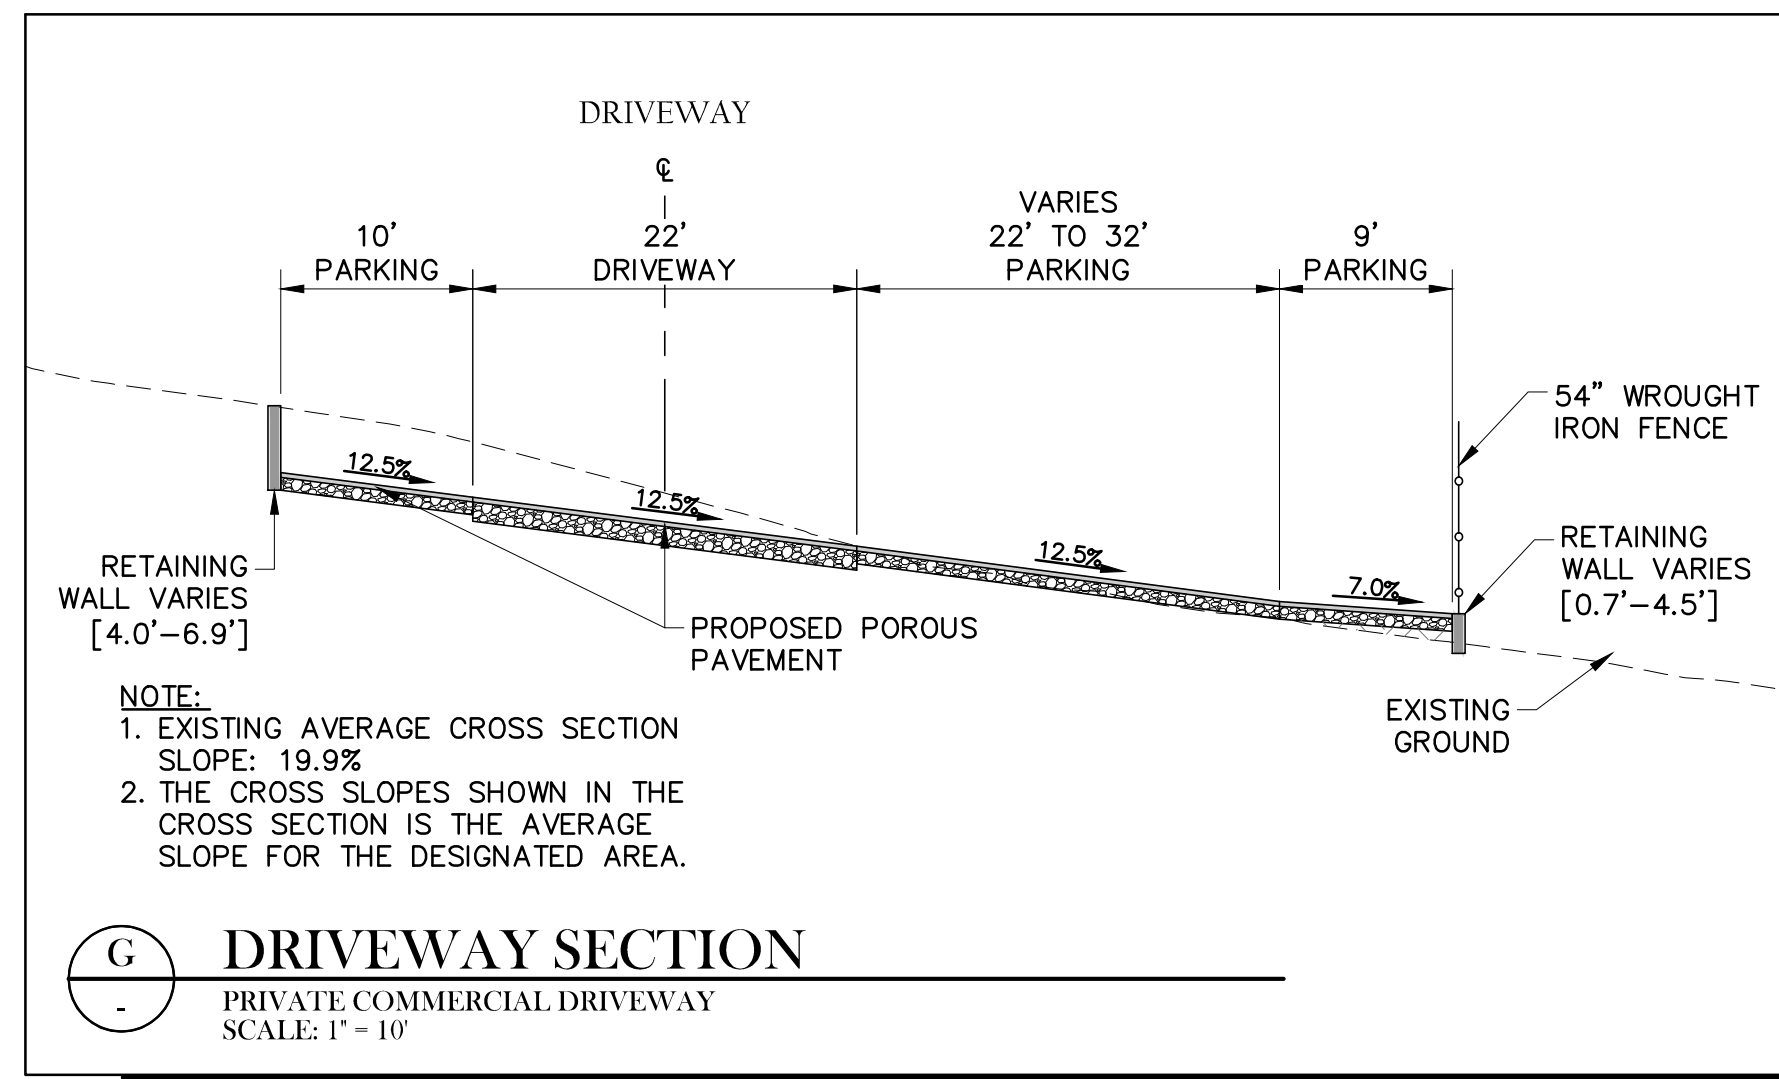 DRIVEWAY
℄
10'
PARKING
22'
DRIVEWAY
VARIES
22' TO 32'
PARKING
9'
PARKING
54" WROUGHT
IRON FENCE
12.5%
12.5%
12.5%
7.0%
RETAINING
WALL VARIES
[4.0'-6.9']
PROPOSED POROUS
PAVEMENT
RETAINING
WALL VARIES
[0.7'-4.5']
EXISTING
GROUND
NOTE:
1. EXISTING AVERAGE CROSS SECTION
SLOPE: 19.9%
2. THE CROSS SLOPES SHOWN IN THE
CROSS SECTION IS THE AVERAGE
SLOPE FOR THE DESIGNATED AREA.
G
-
DRIVEWAY SECTION
PRIVATE COMMERCIAL DRIVEWAY
SCALE: 1" = 10'